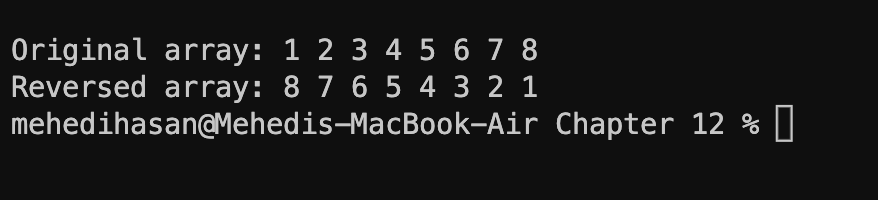 Original array: 1 2 3 4 5 6 7 8
Reversed array: 8 7 6 5 4 3 2 1
mehedihasan@Mehedis-MacBook-Air Chapter 12 %